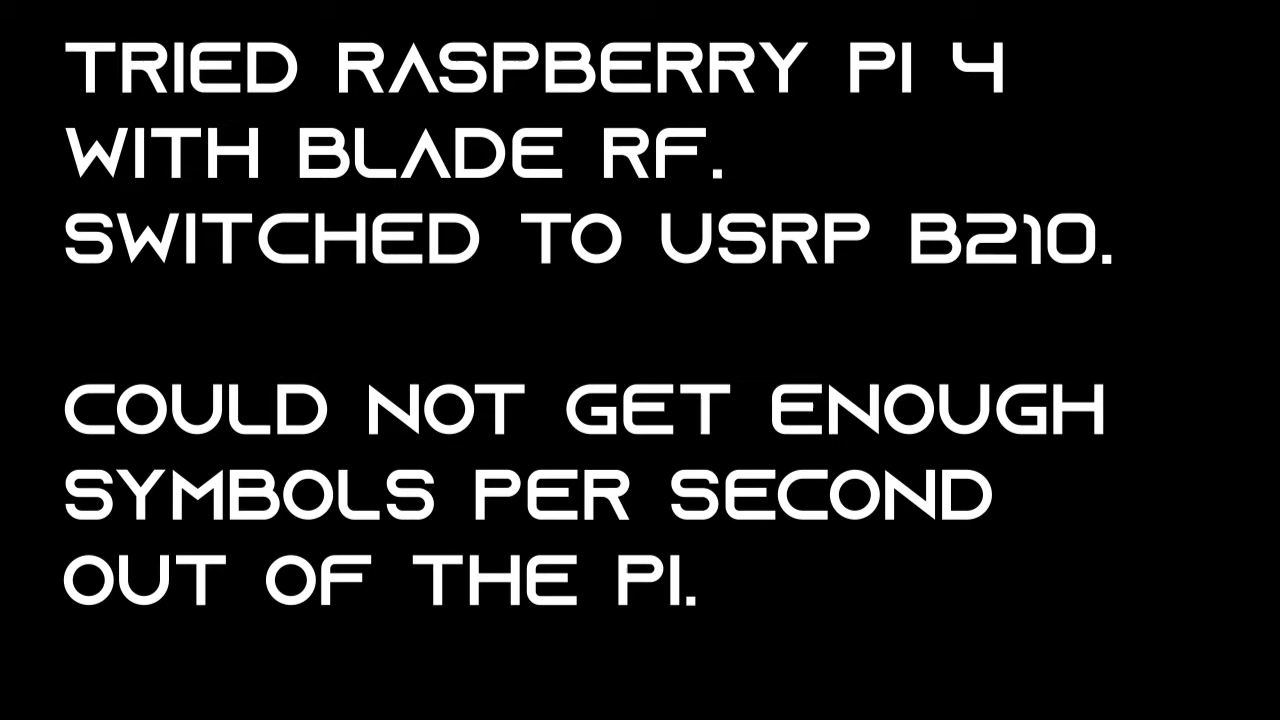 TRIED RASPBERRY PI 4
WITH BLADE RF.
SWITCHED TO USRP B210.
COULD NOT GET ENOUGH
SYMBOLS PER SECOND
OUT OF THE PI.